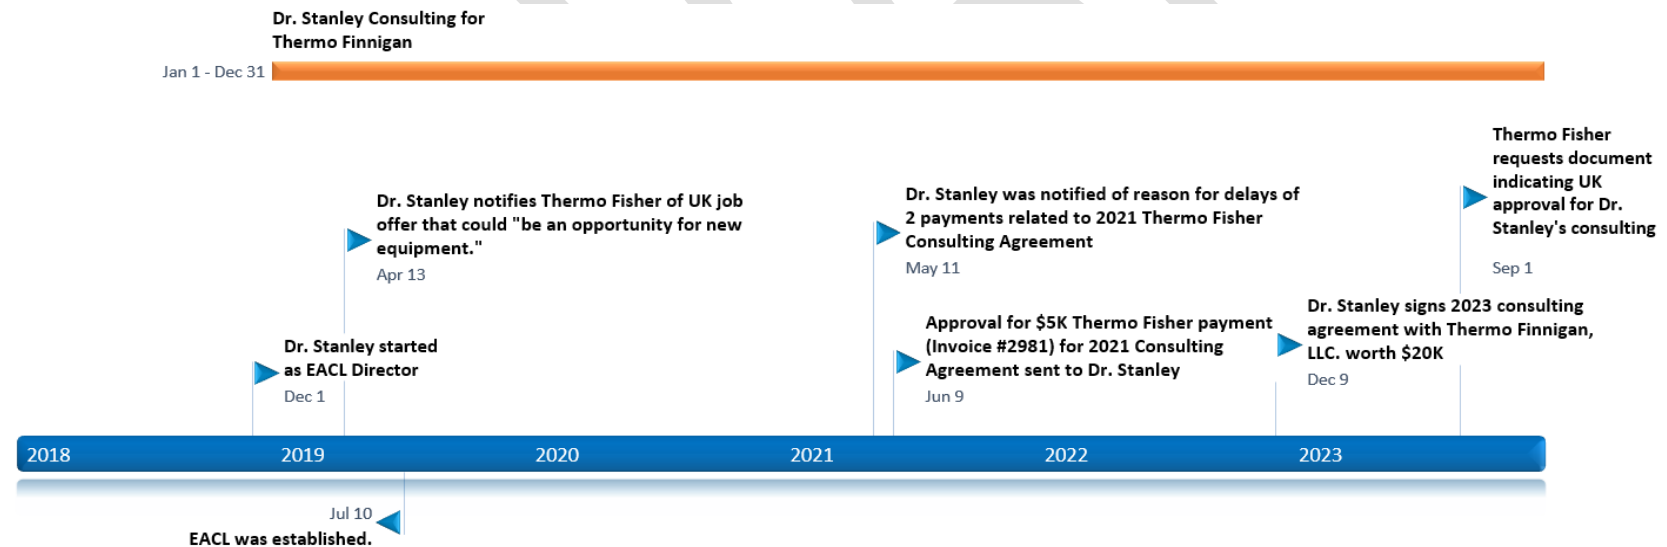 Dr. Stanley Consulting for
Thermo Finnigan
Jan 1 - Dec 31
Thermo Fisher
requests document
indicating UK
approval for Dr.
Stanley's consulting
Sep 1
Dr. Stanley notifies Thermo Fisher of UK job
offer that could "be an opportunity for new
equipment."
Apr 13
Dr. Stanley was notified of reason for delays of
2 payments related to 2021 Thermo Fisher
Consulting Agreement
May 11
Dr. Stanley started
as EACL Director
Dec 1
Approval for $5K Thermo Fisher payment
(Invoice #2981) for 2021 Consulting
Agreement sent to Dr. Stanley
Jun 9
Dr. Stanley signs 2023 consulting
agreement with Thermo Finnigan,
LLC. worth $20K
Dec 9
2018 2019 2020 2021 2022 2023
Jul 10
EACL was established.